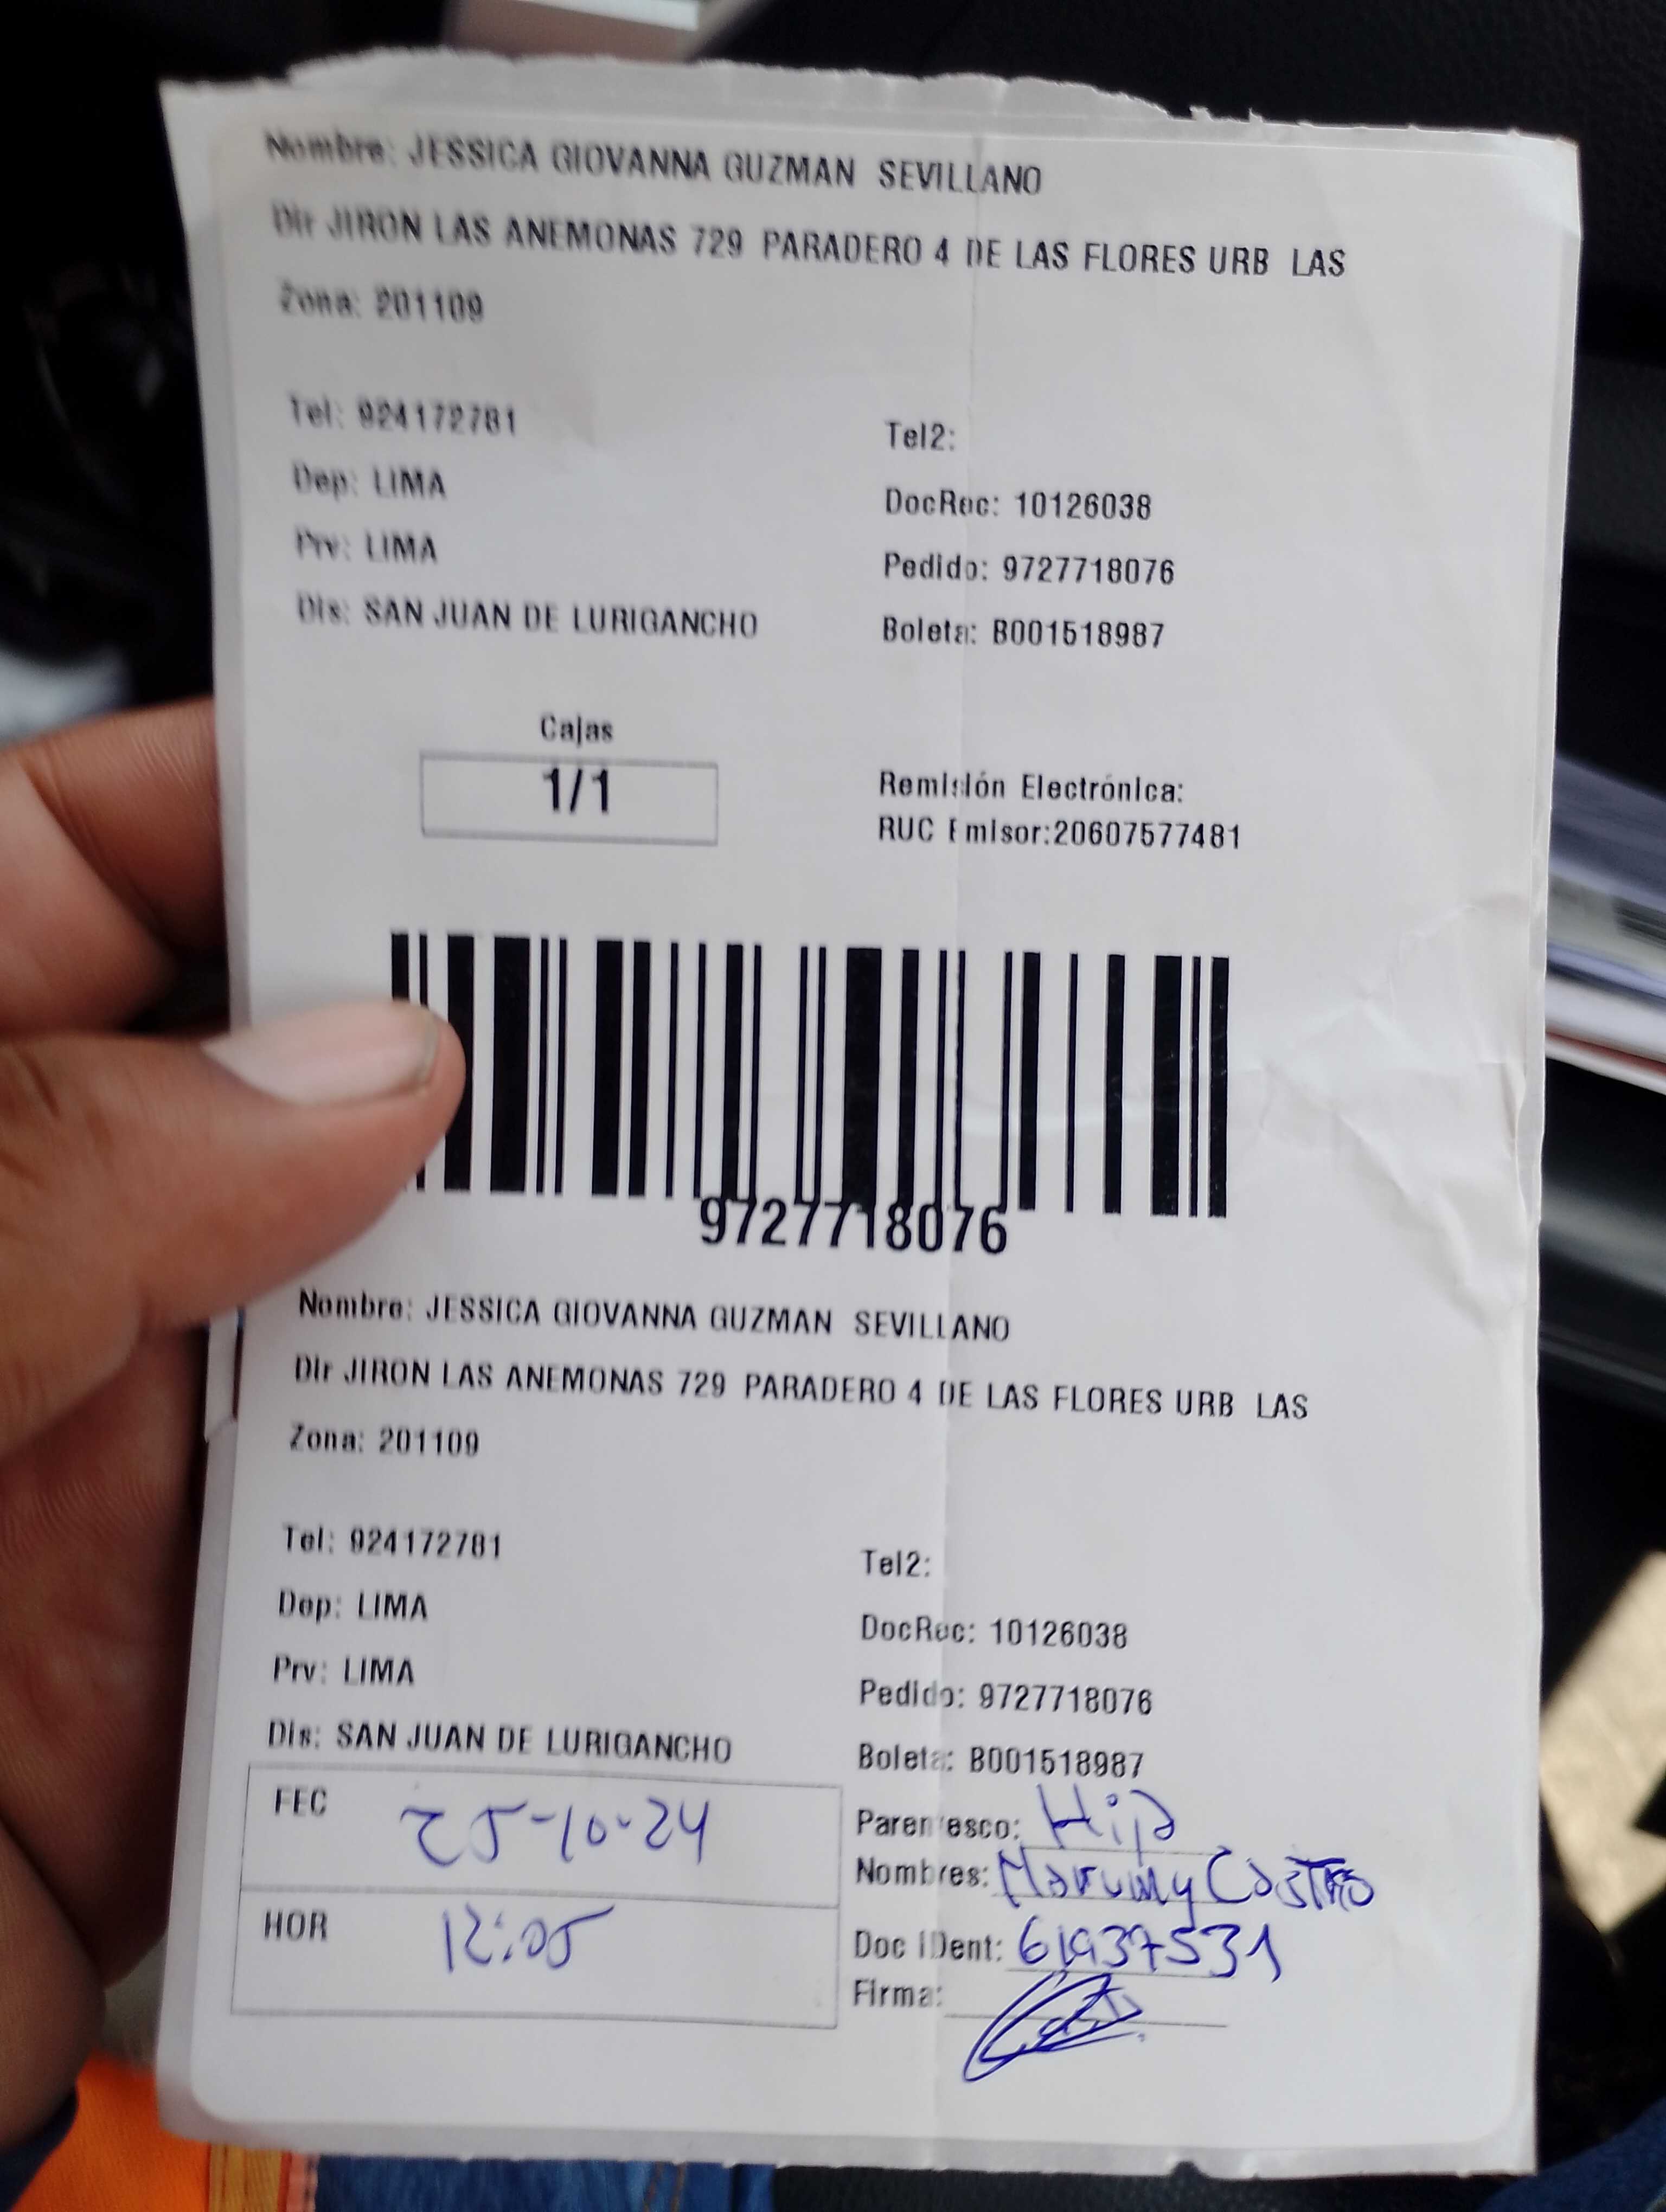 Nombre: JESSICA GIOVANNA GUZMAN SEVILLANO
Dir JIRON LAS ANEMONAS 729 PARADERO 4 DE LAS FLORES URB LAS
Zona: 201109
Tel: 924172781 Tel2:
Dep: LIMA DocRec: 10126038
Prv: LIMA Pedido: 9727718076
Dis: SAN JUAN DE LURIGANCHO Boleta: B001518987
Cajas
1/1
Remisión Electrónica:
RUC Emisor:20607577481
9727718076
Nombre: JESSICA GIOVANNA GUZMAN SEVILLANO
Dir JIRON LAS ANEMONAS 729 PARADERO 4 DE LAS FLORES URB LAS
Zona: 201109
Tel: 924172781 Tel2:
Dep: LIMA DocRec: 10126038
Prv: LIMA Pedido: 9727718076
Dis: SAN JUAN DE LURIGANCHO Boleta: B001518987
FEC 25-10-24 Parentesco: Hija
Nombres: Marumy Castro
HOR 12:05 Doc iDent: 61937531
Firma: